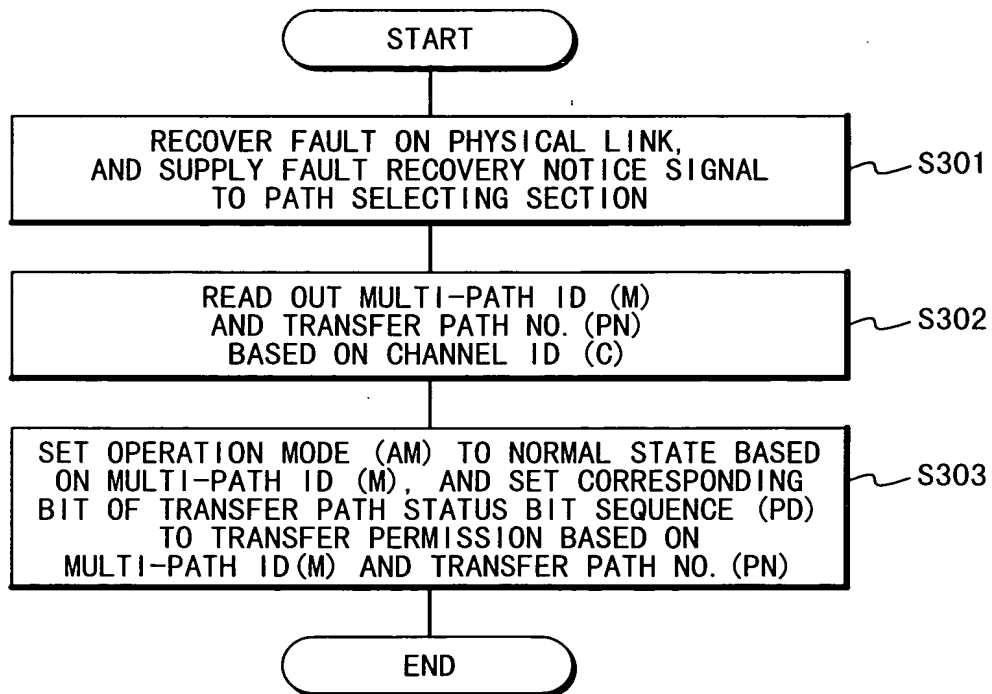 START
RECOVER FAULT ON PHYSICAL LINK,
AND SUPPLY FAULT RECOVERY NOTICE SIGNAL
TO PATH SELECTING SECTION
S301
READ OUT MULTI-PATH ID (M)
AND TRANSFER PATH NO. (PN)
BASED ON CHANNEL ID (C)
S302
SET OPERATION MODE (AM) TO NORMAL STATE BASED
ON MULTI-PATH ID (M), AND SET CORRESPONDING
BIT OF TRANSFER PATH STATUS BIT SEQUENCE (PD)
TO TRANSFER PERMISSION BASED ON
MULTI-PATH ID(M) AND TRANSFER PATH NO. (PN)
S303
END